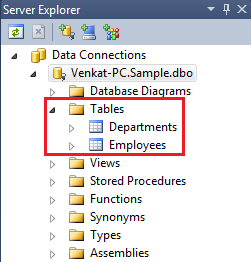 Server Explorer
Data Connections
Venkat-PC.Sample.dbo
Database Diagrams
Tables
Departments
Employees
Views
Stored Procedures
Functions
Synonyms
Types
Assemblies